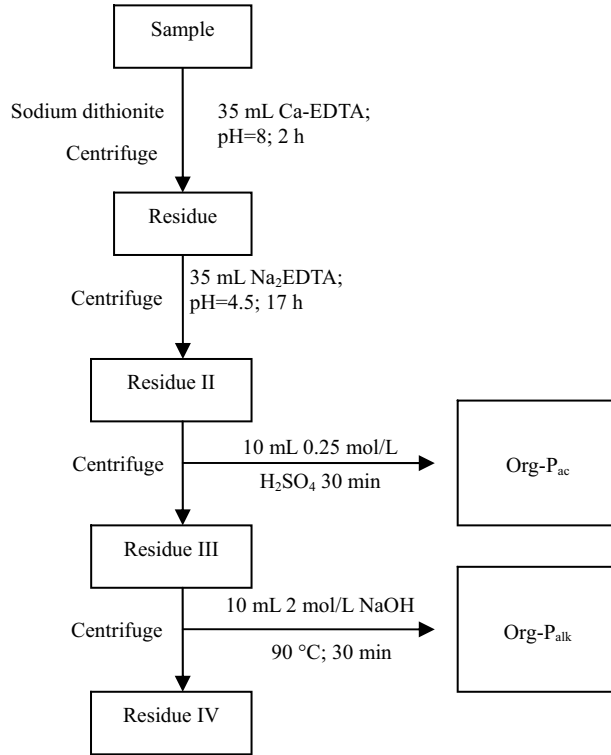 Sample
Sodium dithionite
35 mL Ca-EDTA;
pH=8; 2 h
Centrifuge
Residue
35 mL Na₂EDTA;
pH=4.5; 17 h
Centrifuge
Residue II
10 mL 0.25 mol/L
Centrifuge
H₂SO₄ 30 min
Org-Pac
Residue III
10 mL 2 mol/L NaOH
Centrifuge
90 °C; 30 min
Org-Palk
Residue IV